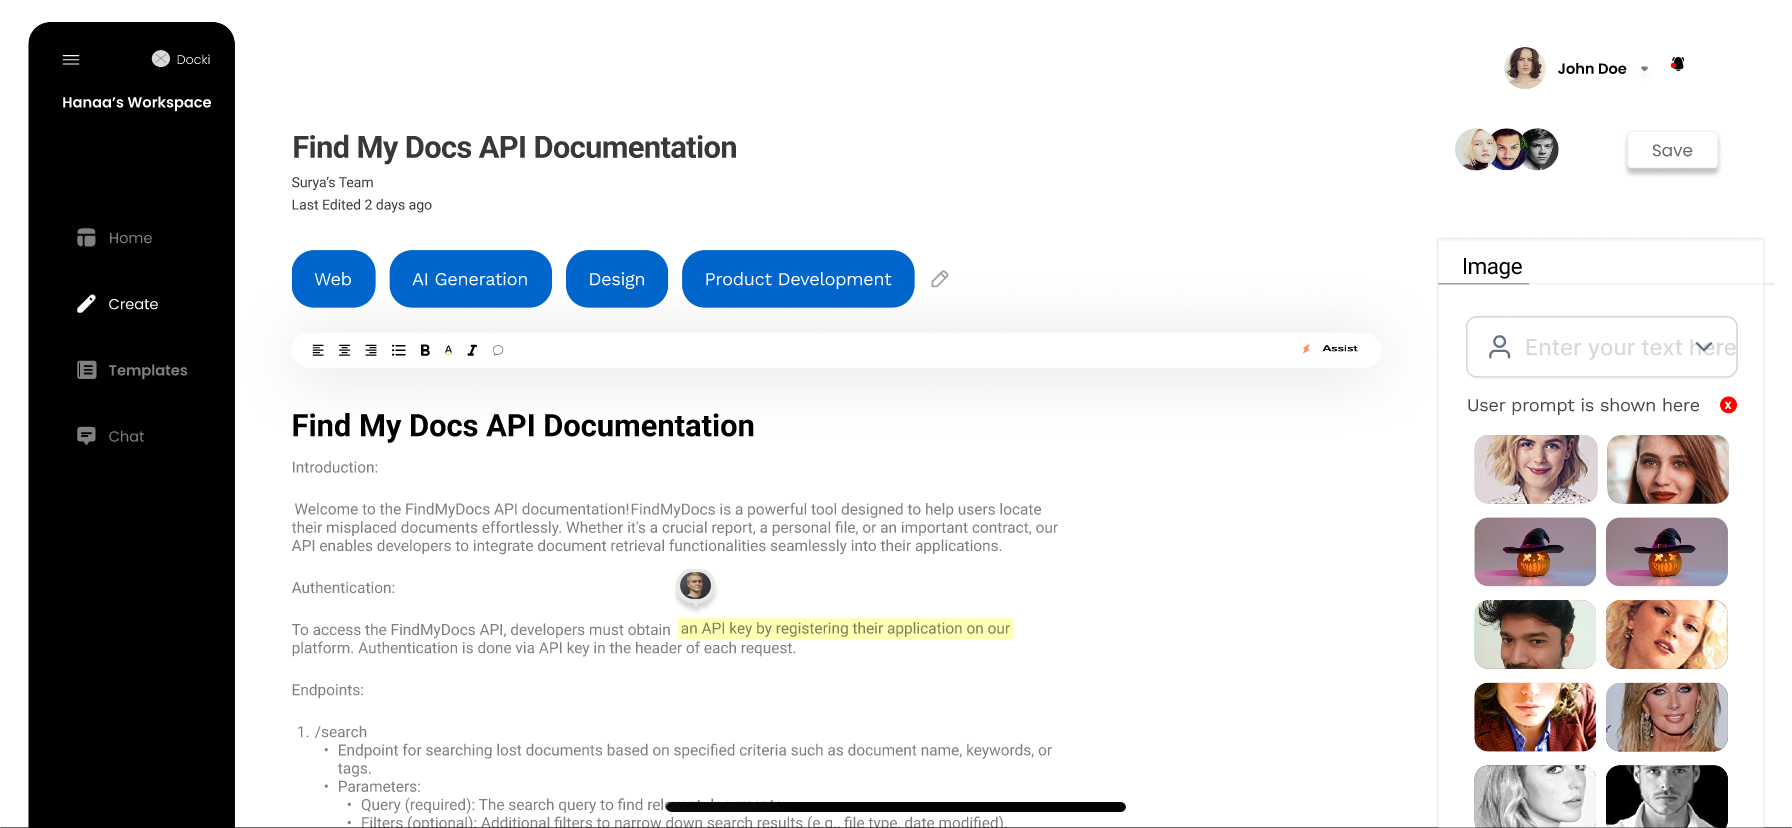 Docki
Hanaa's Workspace
Home
Create
Templates
Chat
John Doe
Find My Docs API Documentation
Surya's Team
Last Edited 2 days ago
Save
Web
AI Generation
Design
Product Development
B A I
Assist
Find My Docs API Documentation
Introduction:
Welcome to the FindMyDocs API documentation!FindMyDocs is a powerful tool designed to help users locate
their misplaced documents effortlessly. Whether it's a crucial report, a personal file, or an important contract, our
API enables developers to integrate document retrieval functionalities seamlessly into their applications.
Authentication:
To access the FindMyDocs API, developers must obtain an API key by registering their application on our
platform. Authentication is done via API key in the header of each request.
Endpoints:
1. /search
• Endpoint for searching lost documents based on specified criteria such as document name, keywords, or
tags.
• Parameters:
• Query (required): The search query to find relevant documents
• Filters (optional): Additional filters to narrow down search results (e.g., file type, date modified).
Image
Enter your text here
User prompt is shown here
X